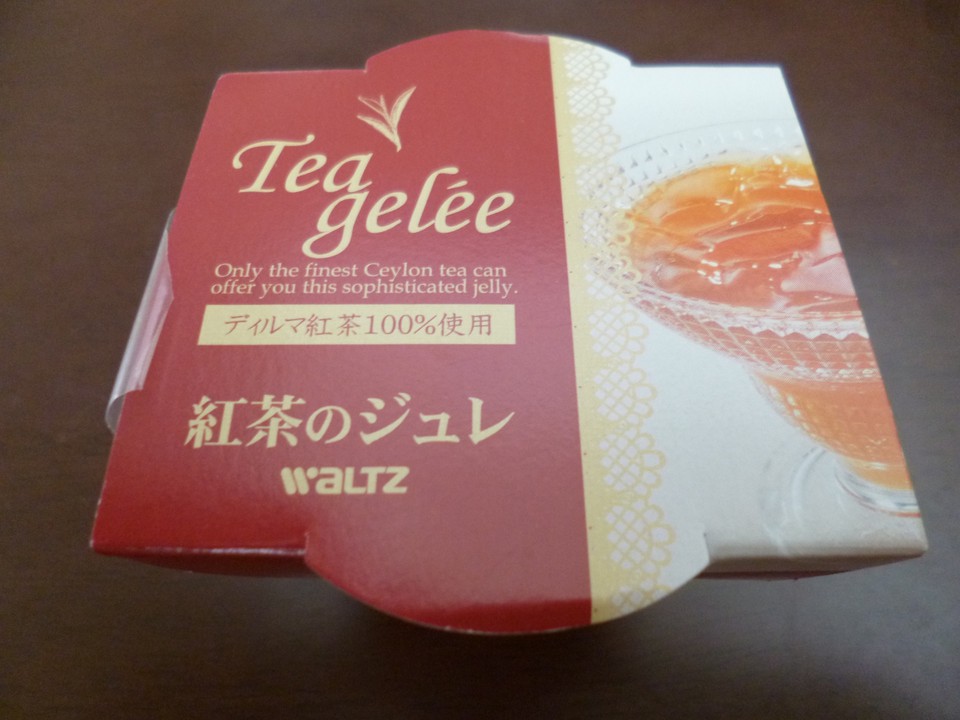 Tea
gelée
Only the finest Ceylon tea can
offer you this sophisticated jelly.
ディルマ紅茶100%使用
紅茶のジュレ
WALTZ